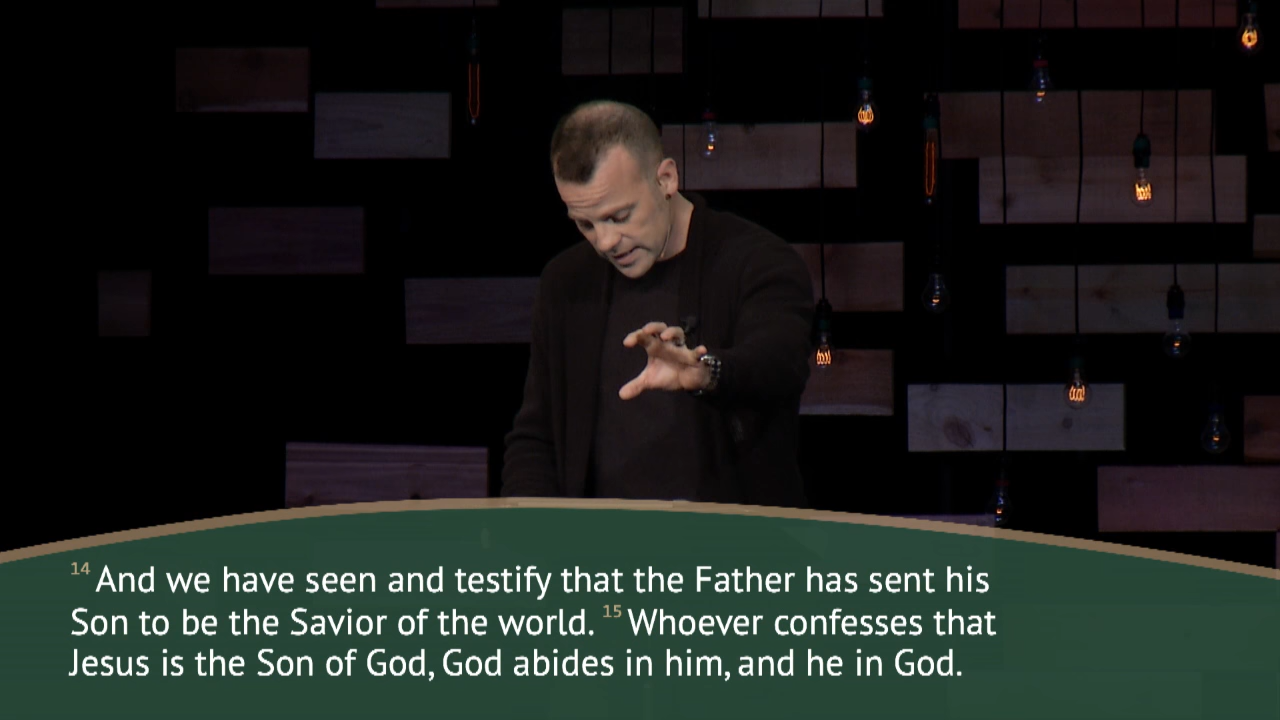 14 And we have seen and testify that the Father has sent his
Son to be the Savior of the world. 15 Whoever confesses that
Jesus is the Son of God, God abides in him, and he in God.